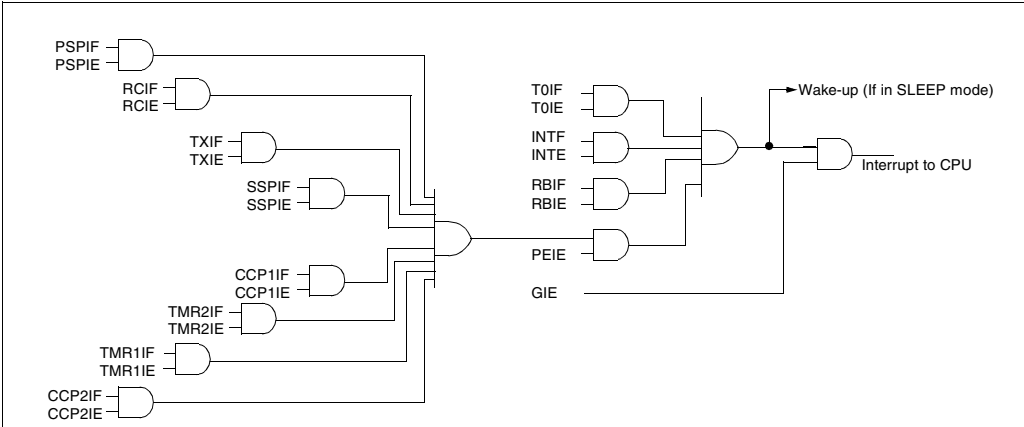 PSPIF
PSPIE
RCIF
RCIE
TXIF
TXIE
SSPIF
SSPIE
CCP1IF
CCP1IE
TMR2IF
TMR2IE
TMR1IF
TMR1IE
CCP2IF
CCP2IE
T0IF
T0IE
INTF
INTE
RBIF
RBIE
PEIE
GIE
Wake-up (If in SLEEP mode)
Interrupt to CPU